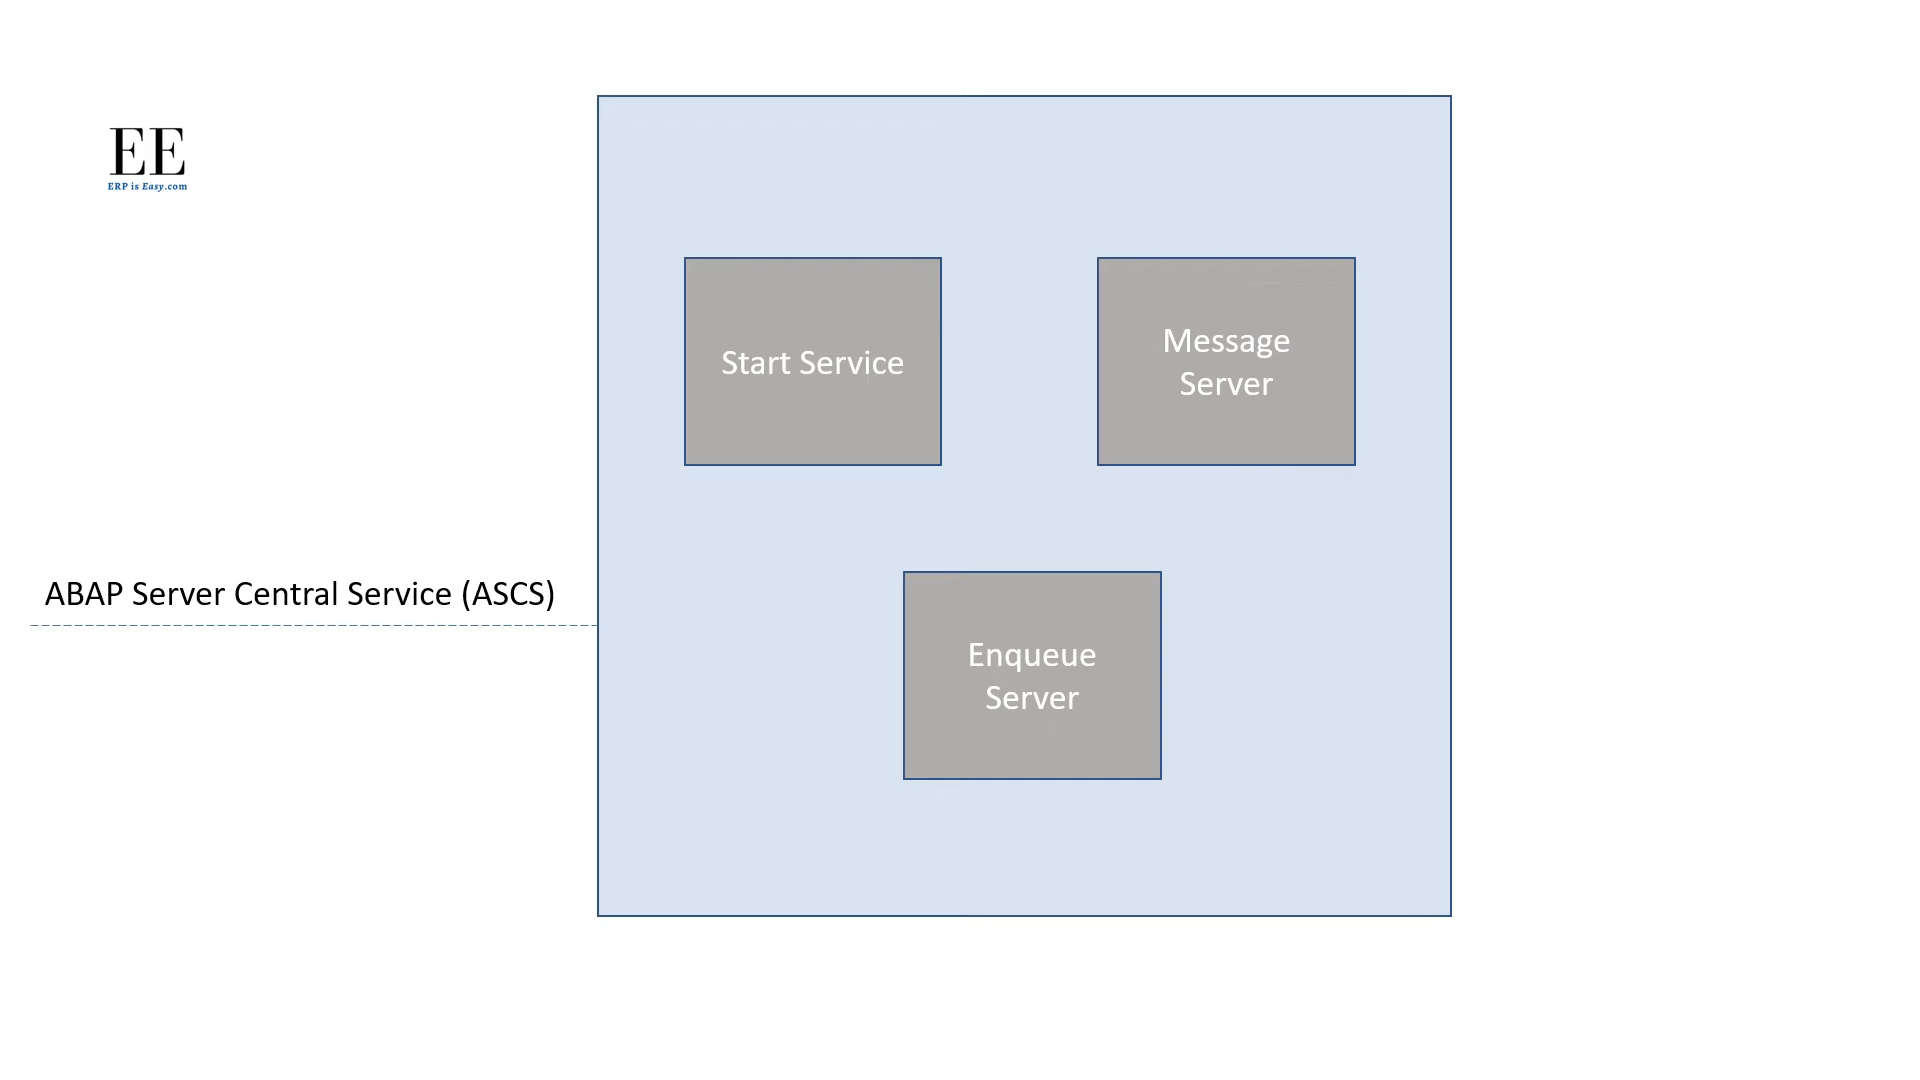 EE
ERP is Easy.com
Start Service
Message
Server
ABAP Server Central Service (ASCS)
Enqueue
Server